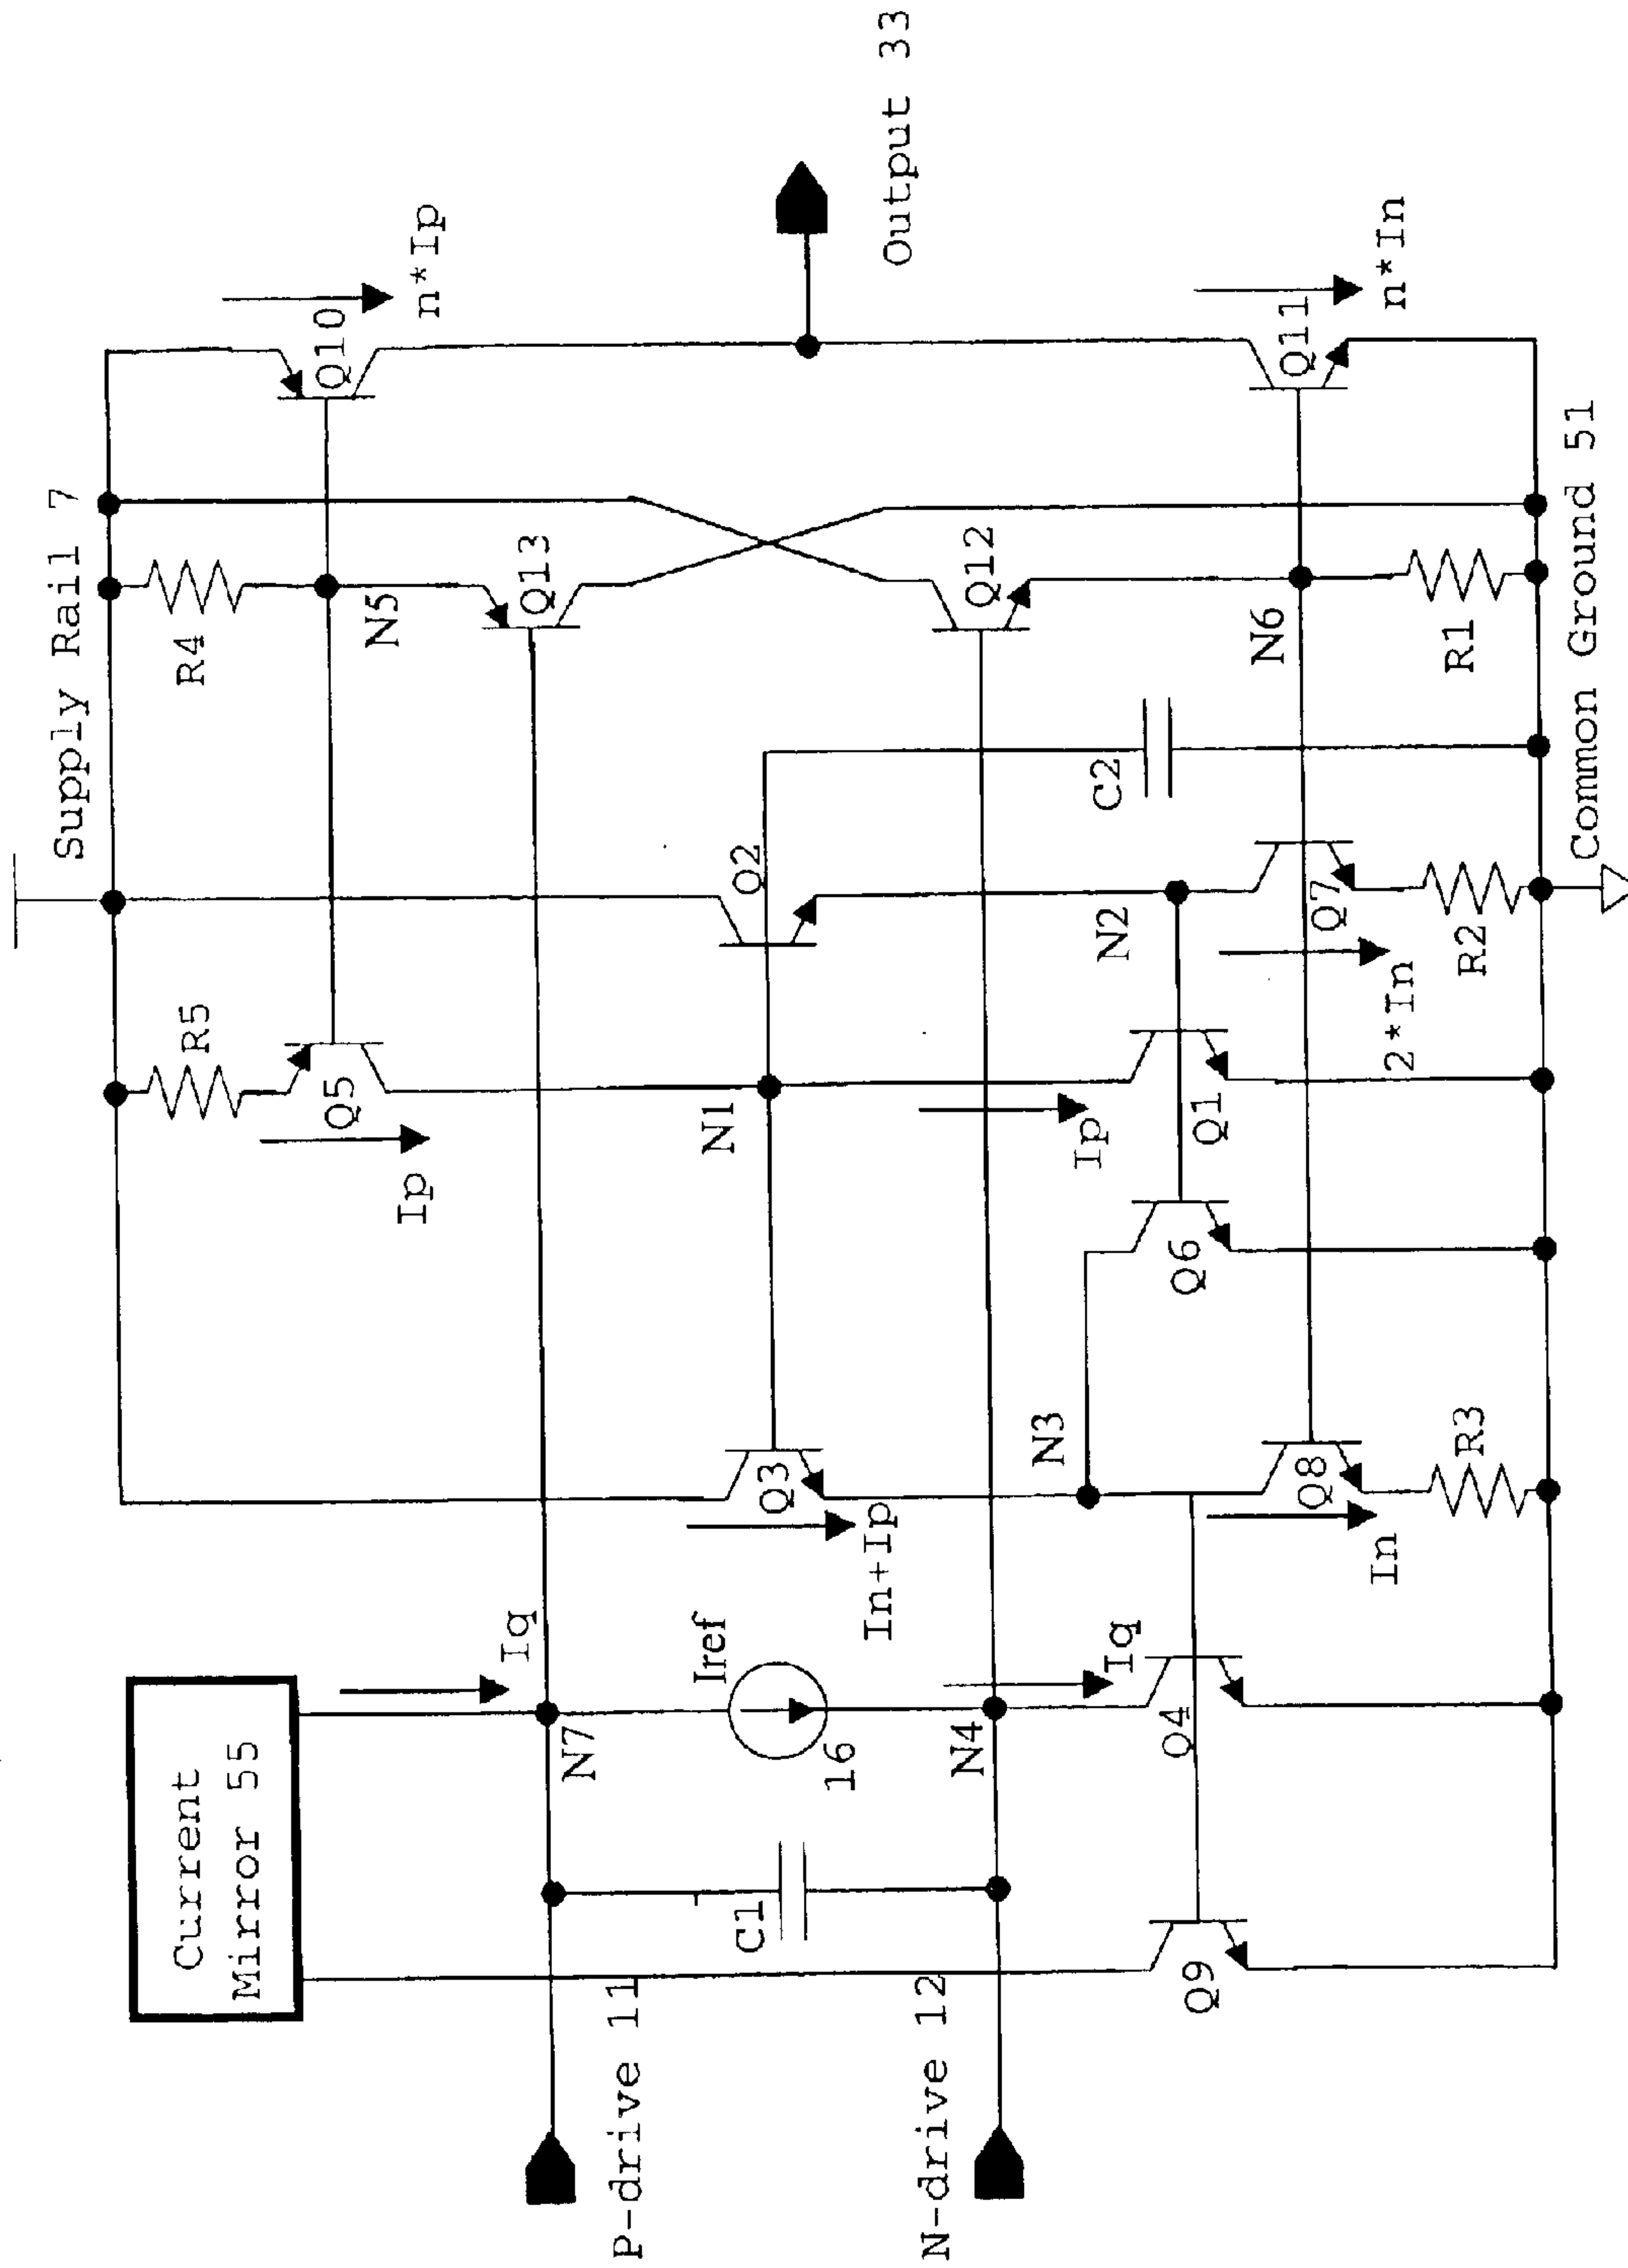 Supply Rail 7
Current
Mirror 55
R5
R4
Q10
n*Ip
Q5
Ip
N5
Q13
Iq
N7
Iref
16
C1
P-drive 11
N-drive 12
Q3
In+Ip
N1
Q2
Output 33
N4
Iq
N3
Ip
N2
C2
Q12
Q4
Q9
Q6
Q1
Q8
In
R3
2*In
Q7
R2
N6
R1
Q11
n*In
Common Ground 51